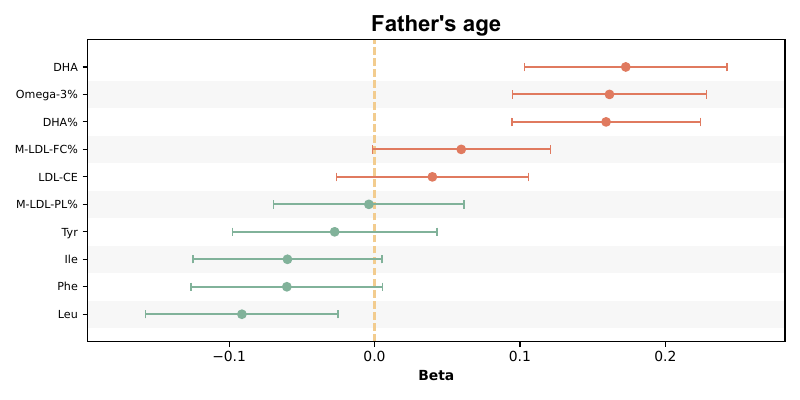 Father's age
DHA
Omega-3%
DHA%
M-LDL-FC%
LDL-CE
M-LDL-PL%
Tyr
Ile
Phe
Leu
−0.1 0.0 0.1 0.2
Beta